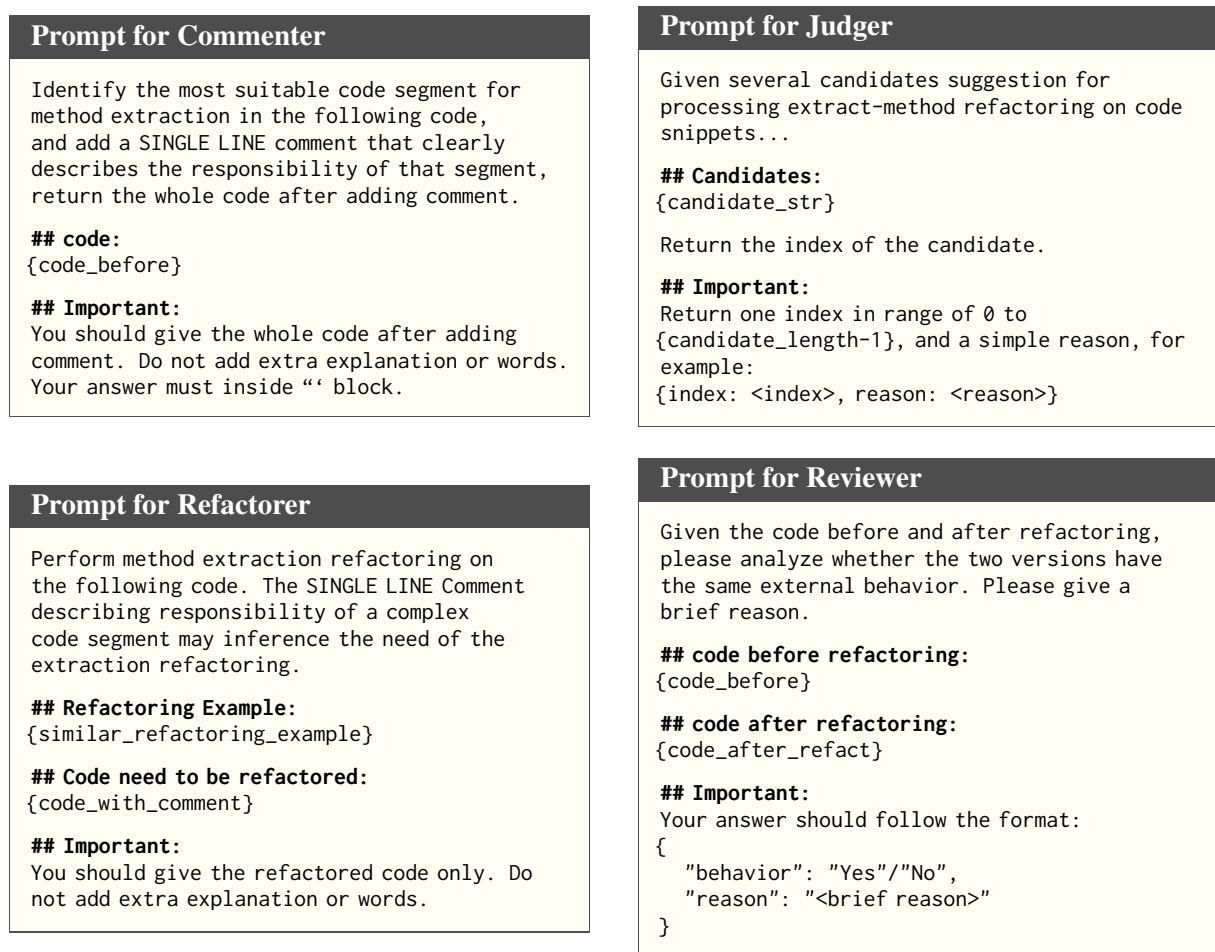 Prompt for Commenter
Identify the most suitable code segment for
method extraction in the following code,
and add a SINGLE LINE comment that clearly
describes the responsibility of that segment,
return the whole code after adding comment.
## code:
{code_before}
## Important:
You should give the whole code after adding
comment. Do not add extra explanation or words.
Your answer must inside “‘ block.
Prompt for Refactorer
Perform method extraction refactoring on
the following code. The SINGLE LINE Comment
describing responsibility of a complex
code segment may inference the need of the
extraction refactoring.
## Refactoring Example:
{similar_refactoring_example}
## Code need to be refactored:
{code_with_comment}
## Important:
You should give the refactored code only. Do
not add extra explanation or words.
Prompt for Judger
Given several candidates suggestion for
processing extract-method refactoring on code
snippets...
## Candidates:
{candidate_str}
Return the index of the candidate.
## Important:
Return one index in range of 0 to
{candidate_length-1}, and a simple reason, for
example:
{index: <index>, reason: <reason>}
Prompt for Reviewer
Given the code before and after refactoring,
please analyze whether the two versions have
the same external behavior. Please give a
brief reason.
## code before refactoring:
{code_before}
## code after refactoring:
{code_after_refact}
## Important:
Your answer should follow the format:
{
"behavior": "Yes"/"No",
"reason": "<brief reason>"
}